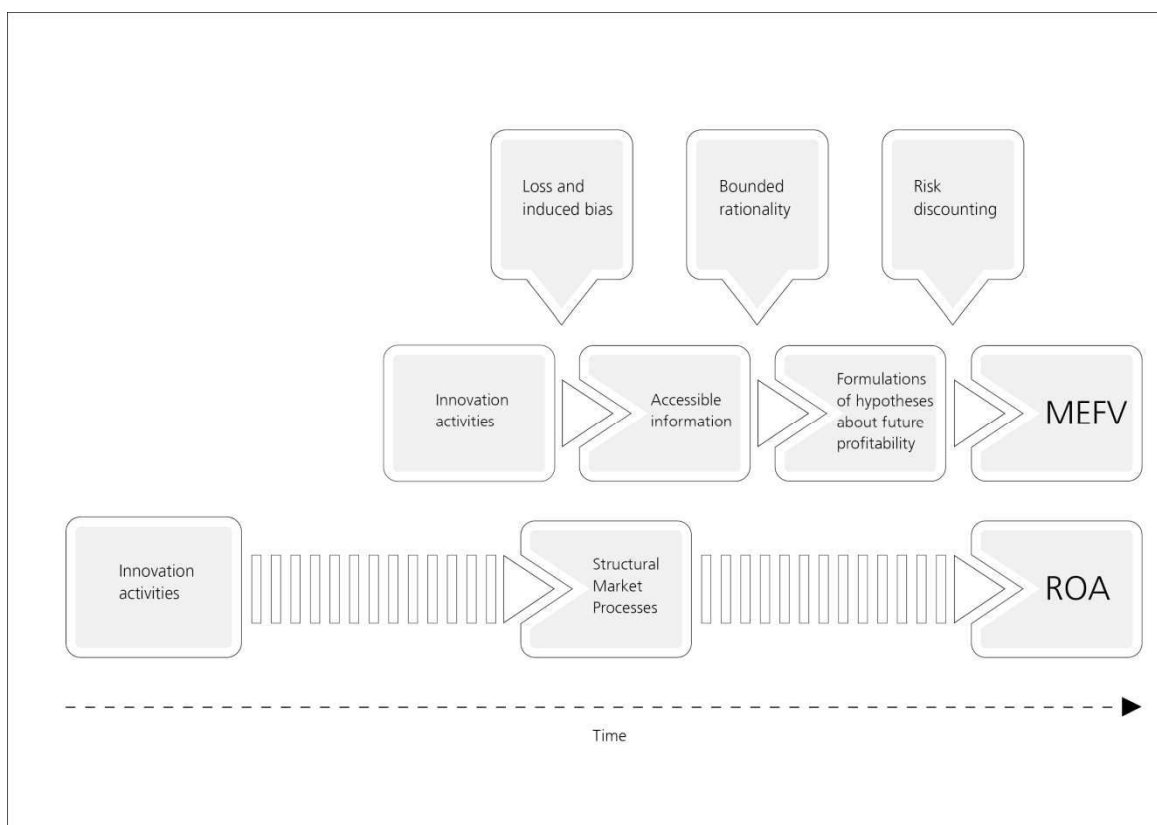 Loss and
induced bias
Bounded
rationality
Risk
discounting
Innovation
activities
Accessible
information
Formulations
of hypotheses
about future
profitability
MEFV
Innovation
activities
Structural
Market
Processes
ROA
Time